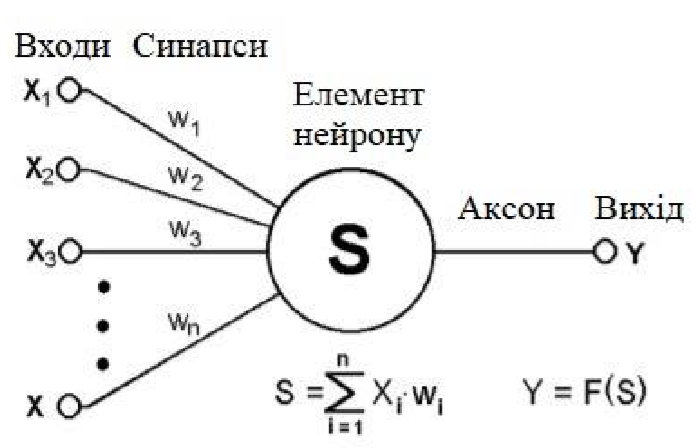 Входи Синапси
X₁
w₁
Елемент
нейрону
X₂
w₂
X₃
w₃
S
Аксон Вихід
Y
wₙ
X
S = ∑ Xᵢ·wᵢ
n
i=1
Y = F(S)